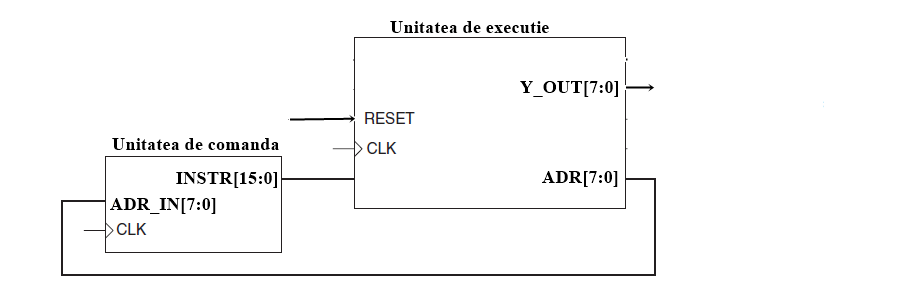 Unitatea de executie
Y_OUT[7:0]
RESET
CLK
ADR[7:0]
Unitatea de comanda
INSTR[15:0]
ADR_IN[7:0]
CLK